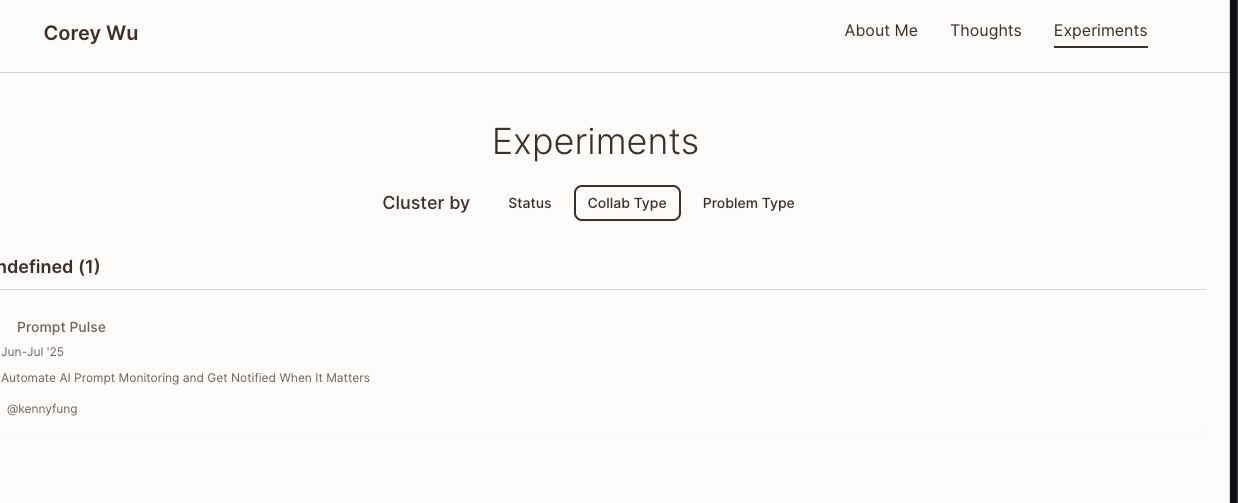 Corey Wu
About Me Thoughts Experiments
Experiments
Cluster by Status Collab Type Problem Type
ndefined (1)
Prompt Pulse
Jun-Jul '25
Automate AI Prompt Monitoring and Get Notified When It Matters
@kennyfung